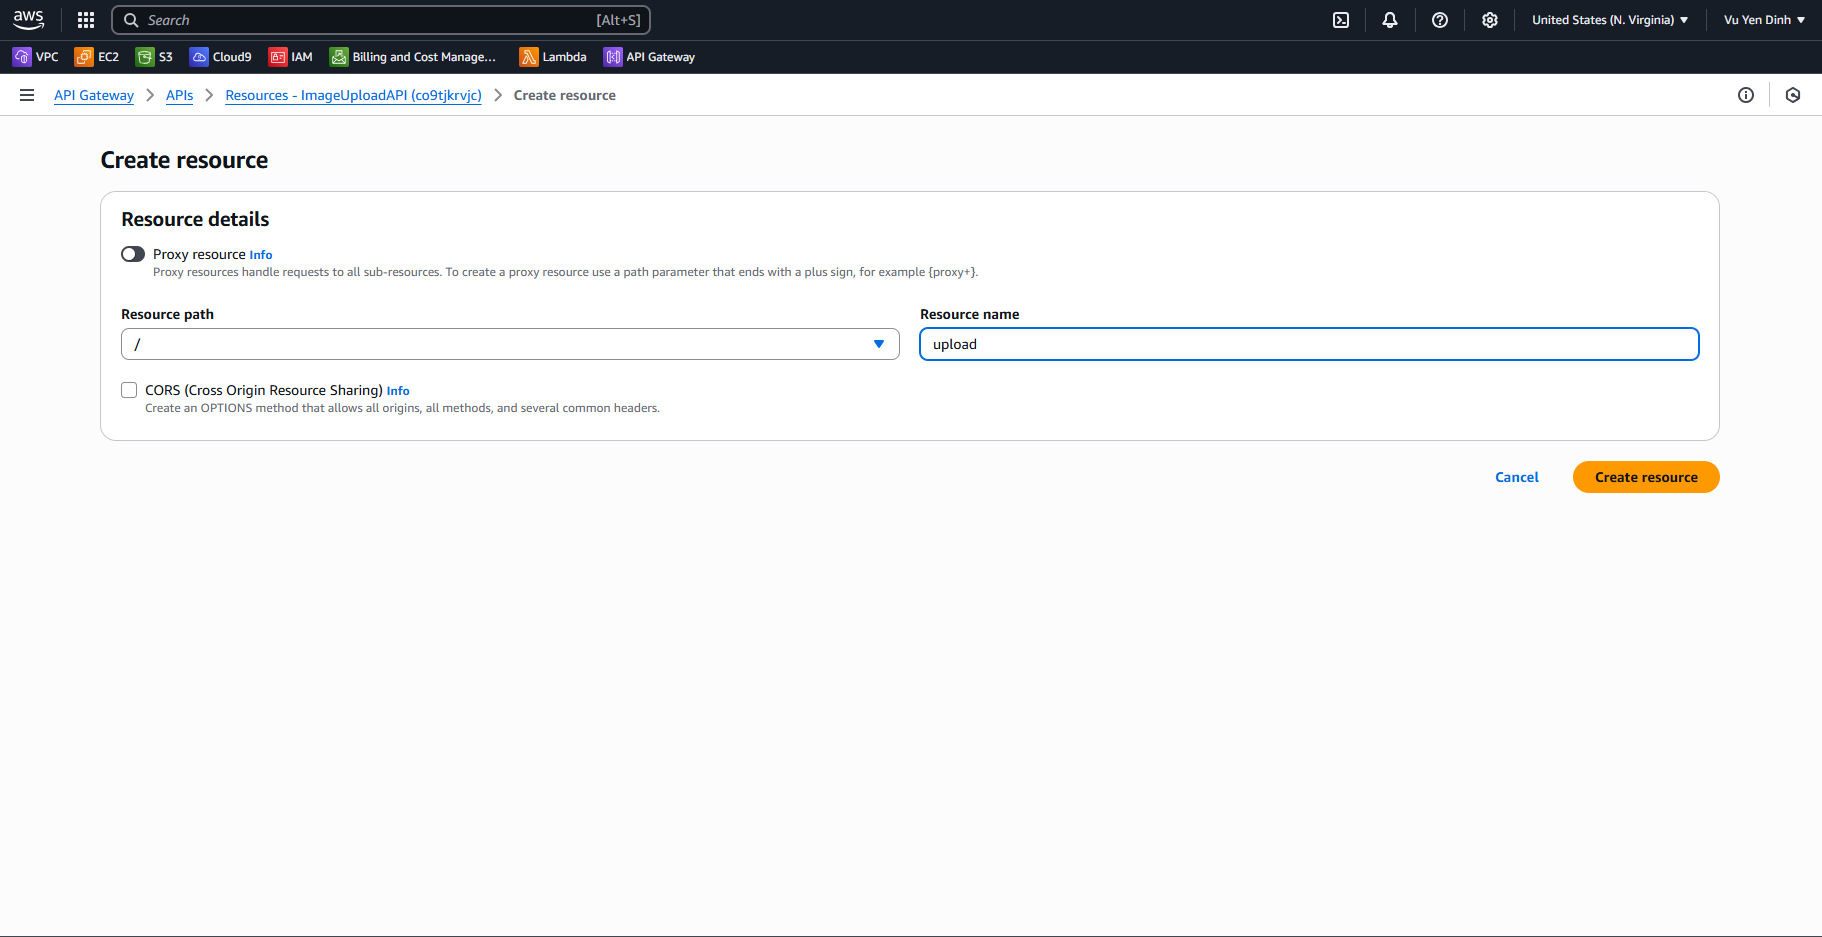 aws
Search [Alt+S]
United States (N. Virginia)
Vu Yen Dinh
VPC EC2 S3 Cloud9 IAM Billing and Cost Manage... Lambda API Gateway
API Gateway > APIs > Resources - ImageUploadAPI (co9tjkrvjc) > Create resource
Create resource
Resource details
Proxy resource Info
Proxy resources handle requests to all sub-resources. To create a proxy resource use a path parameter that ends with a plus sign, for example {proxy+}.
Resource path
/
Resource name
upload
CORS (Cross Origin Resource Sharing) Info
Create an OPTIONS method that allows all origins, all methods, and several common headers.
Cancel
Create resource